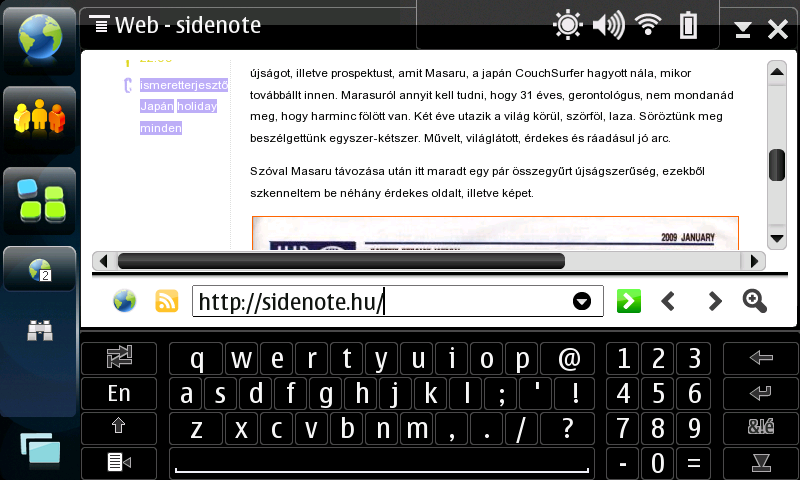 Web - sidenote
ismeretterjesztő
Japán holiday
minden
újságot, illetve prospektust, amit Masaru, a japán CouchSurfer hagyott nála, mikor
továbbállt innen. Marasuról annyit kell tudni, hogy 31 éves, gerontológus, nem mondanád
meg, hogy harminc fölött van. Két éve utazik a világ körül, szörföl, laza. Söröztünk meg
beszélgettünk egyszer-kétszer. Művelt, világlátott, érdekes és ráadásul jó arc.
Szóval Masaru távozása után itt maradt egy pár összegyűrt újságszerűség, ezekből
szkenneltem be néhány érdekes oldalt, illetve képet.
2009 JANUARY
2
http://sidenote.hu/
q w e r t y u i o p @ 1 2 3
En a s d f g h j k l ; ' ! 4 5 6
z x c v b n m , . / ? 7 8 9 &!é
- 0 =